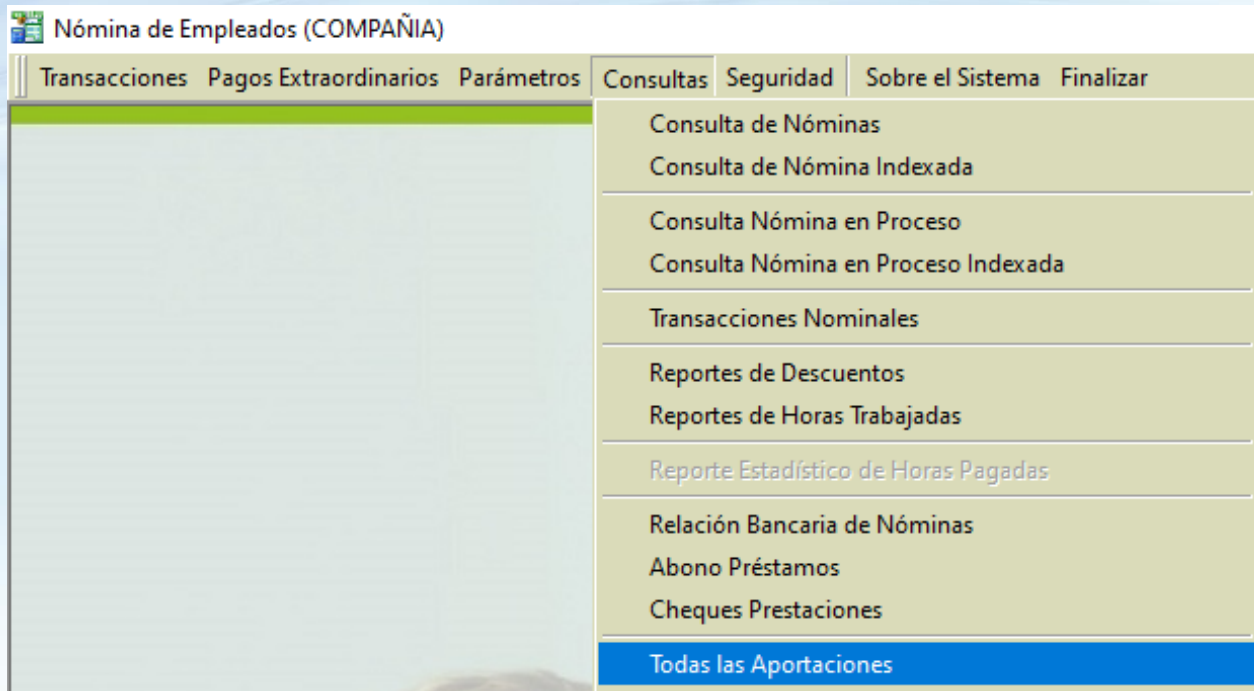 Nómina de Empleados (COMPAÑIA)
Transacciones Pagos Extraordinarios Parámetros Consultas Seguridad Sobre el Sistema Finalizar
Consulta de Nóminas
Consulta de Nómina Indexada
Consulta Nómina en Proceso
Consulta Nómina en Proceso Indexada
Transacciones Nominales
Reportes de Descuentos
Reportes de Horas Trabajadas
Reporte Estadístico de Horas Pagadas
Relación Bancaria de Nóminas
Abono Préstamos
Cheques Prestaciones
Todas las Aportaciones